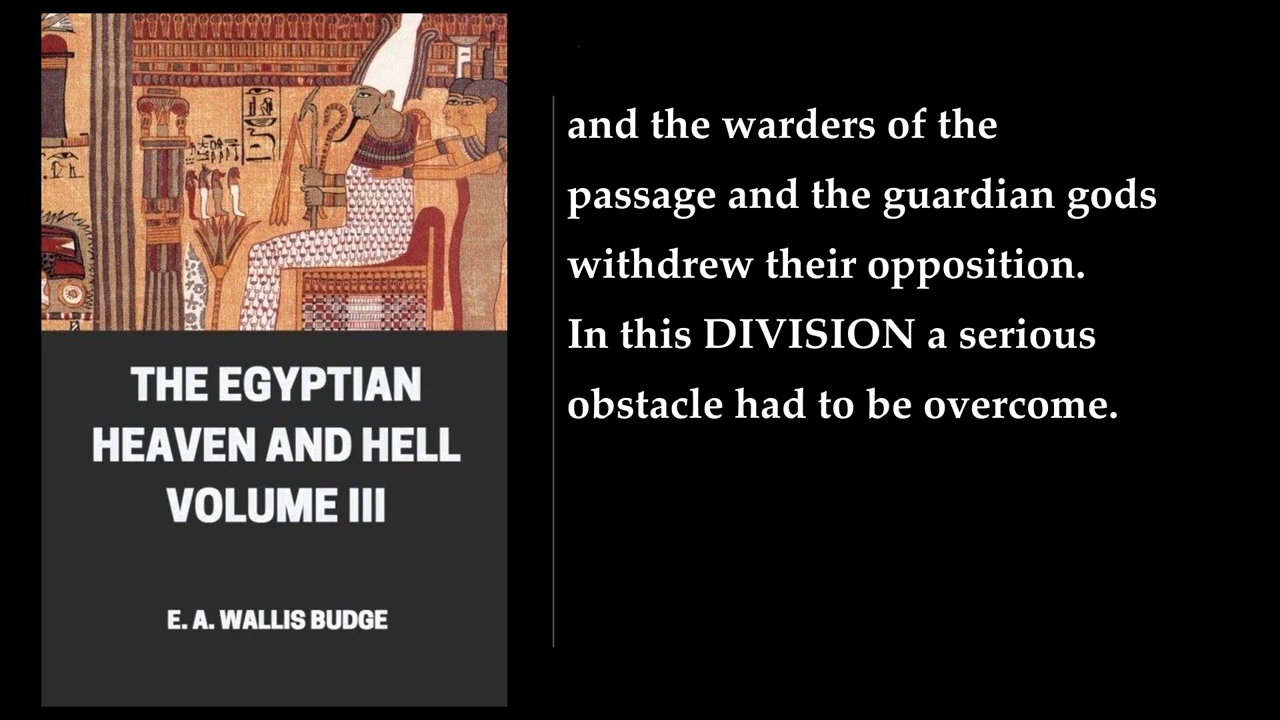 THE EGYPTIAN
HEAVEN AND HELL
VOLUME III
E. A. WALLIS BUDGE
and the warders of the
passage and the guardian gods
withdrew their opposition.
In this DIVISION a serious
obstacle had to be overcome.